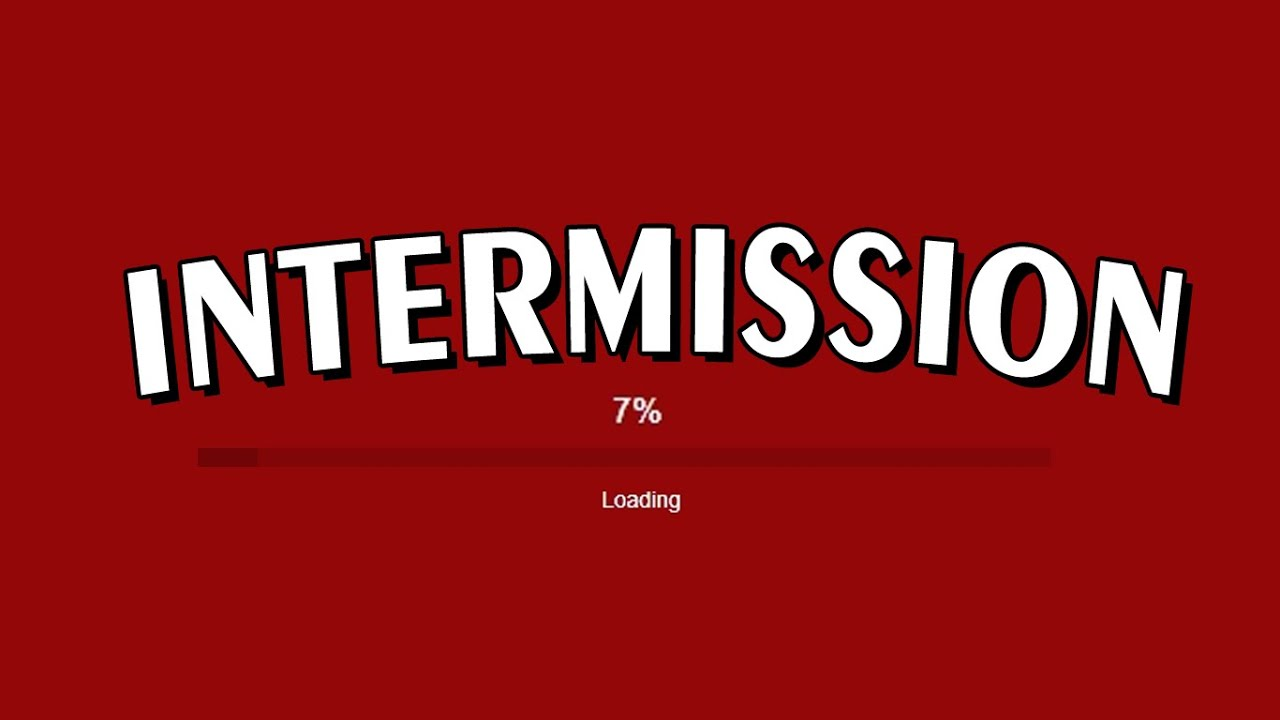 INTERMISSION
7%
Loading